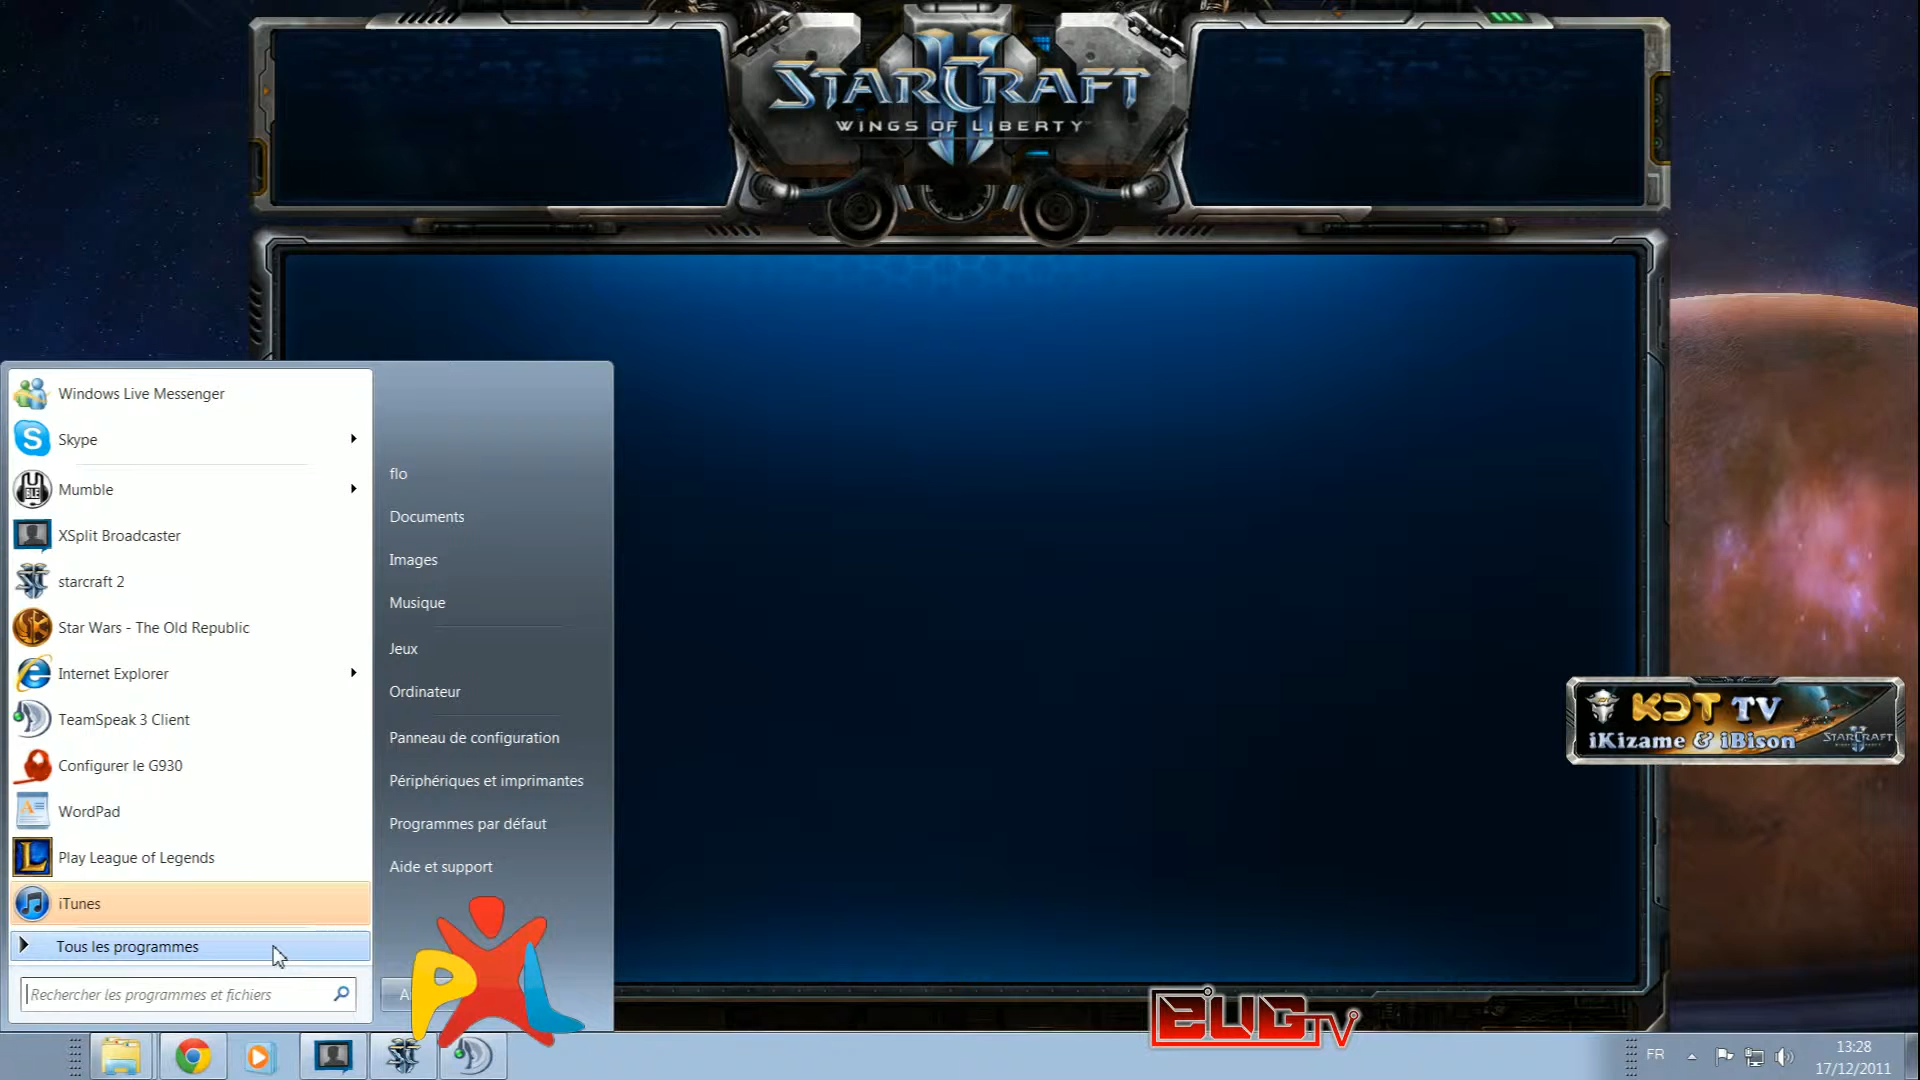 STARCRAFT
II
WINGS OF LIBERTY
Windows Live Messenger
Skype
Mumble
XSplit Broadcaster
starcraft 2
Star Wars - The Old Republic
Internet Explorer
TeamSpeak 3 Client
Configurer le G930
WordPad
Play League of Legends
iTunes
Tous les programmes
Rechercher les programmes et fichiers
flo
Documents
Images
Musique
Jeux
Ordinateur
Panneau de configuration
Périphériques et imprimantes
Programmes par défaut
Aide et support
PXL
KDT TV
iKizame & iBison
STARCRAFT
BUGTV
FR
13:28
17/12/2011